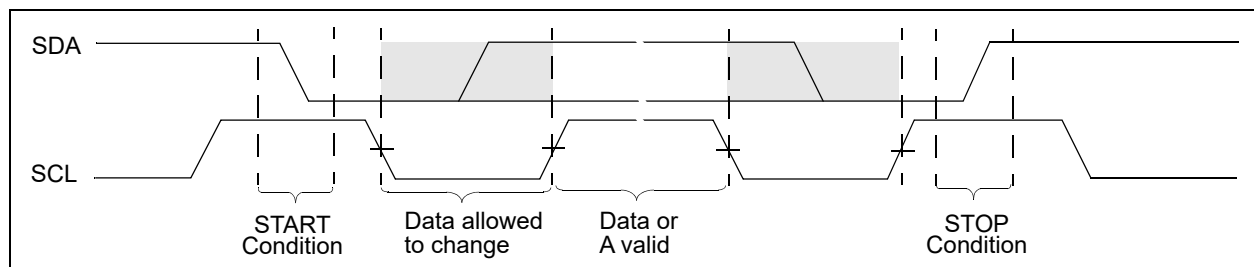 SDA
SCL
START
Condition
Data allowed
to change
Data or
A valid
STOP
Condition